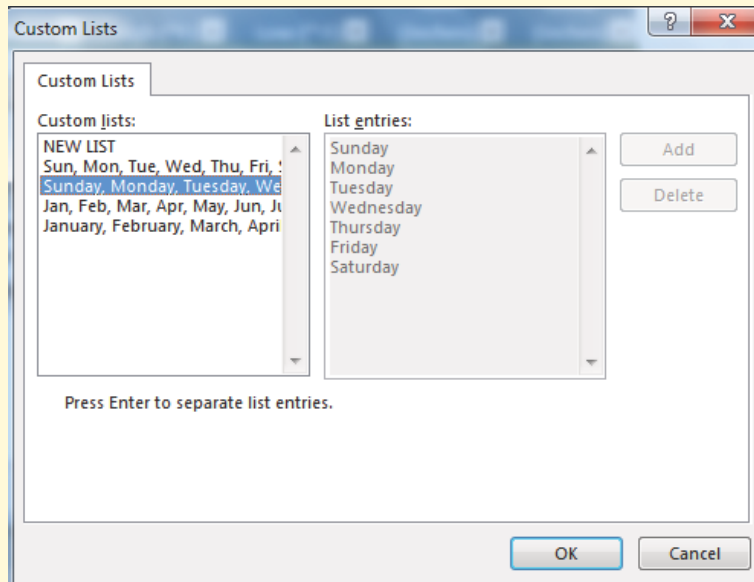 Custom Lists
?
X
Custom Lists
Custom lists:
NEW LIST
Sun, Mon, Tue, Wed, Thu, Fri, S
Sunday, Monday, Tuesday, We
Jan, Feb, Mar, Apr, May, Jun, Ju
January, February, March, Apri
List entries:
Sunday
Monday
Tuesday
Wednesday
Thursday
Friday
Saturday
Add
Delete
Press Enter to separate list entries.
OK
Cancel